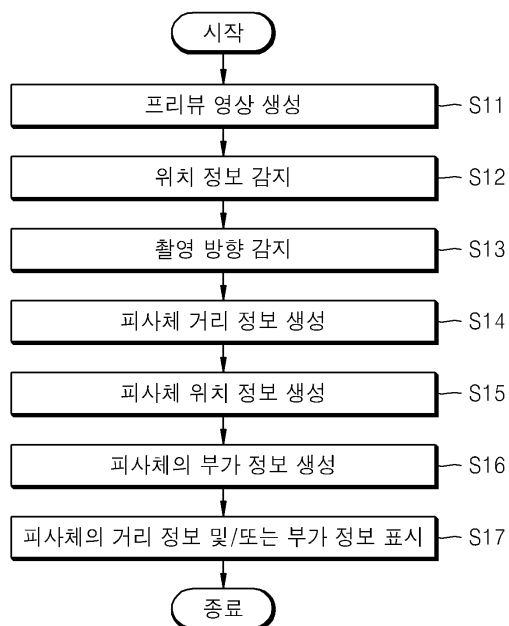 시작
프리뷰 영상 생성 S11
위치 정보 감지 S12
촬영 방향 감지 S13
피사체 거리 정보 생성 S14
피사체 위치 정보 생성 S15
피사체의 부가 정보 생성 S16
피사체의 거리 정보 및/또는 부가 정보 표시 S17
종료